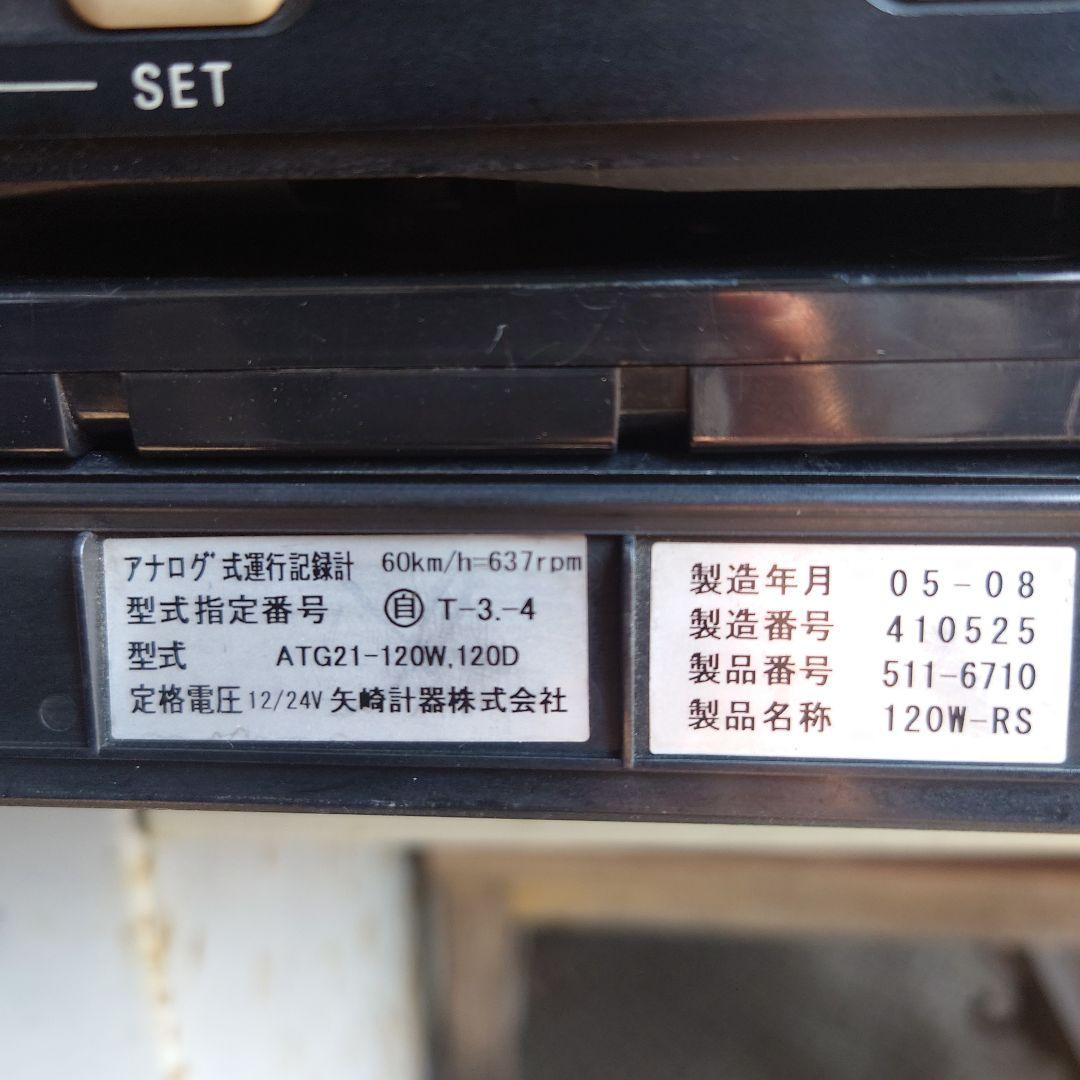 SET
アナログ式運行記録計 60km/h=637rpm
型式指定番号 ㊀自 T-3.-4
型式 ATG21-120W,120D
定格電圧12/24V 矢崎計器株式会社
製造年月 05-08
製造番号 410525
製品番号 511-6710
製品名称 120W-RS